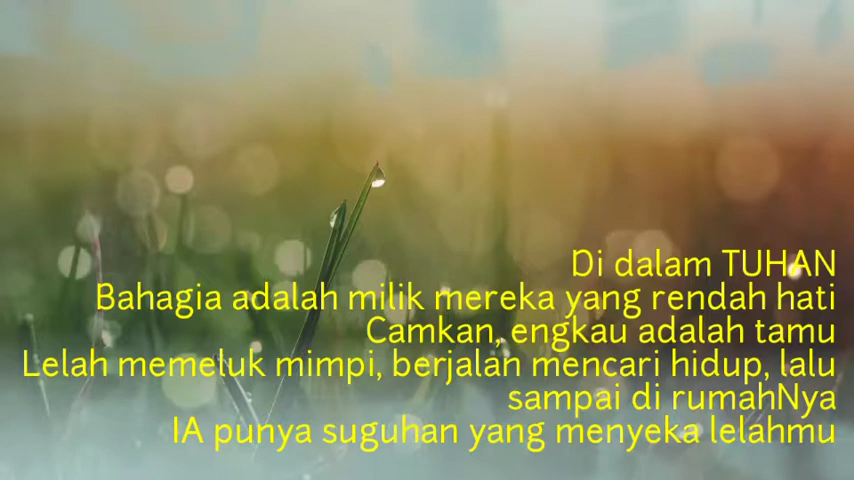 Di dalam TUHAN
Bahagia adalah milik mereka yang rendah hati
Camkan, engkau adalah tamu
Lelah memeluk mimpi, berjalan mencari hidup, lalu
sampai di rumahNya
IA punya suguhan yang menyeka lelahmu